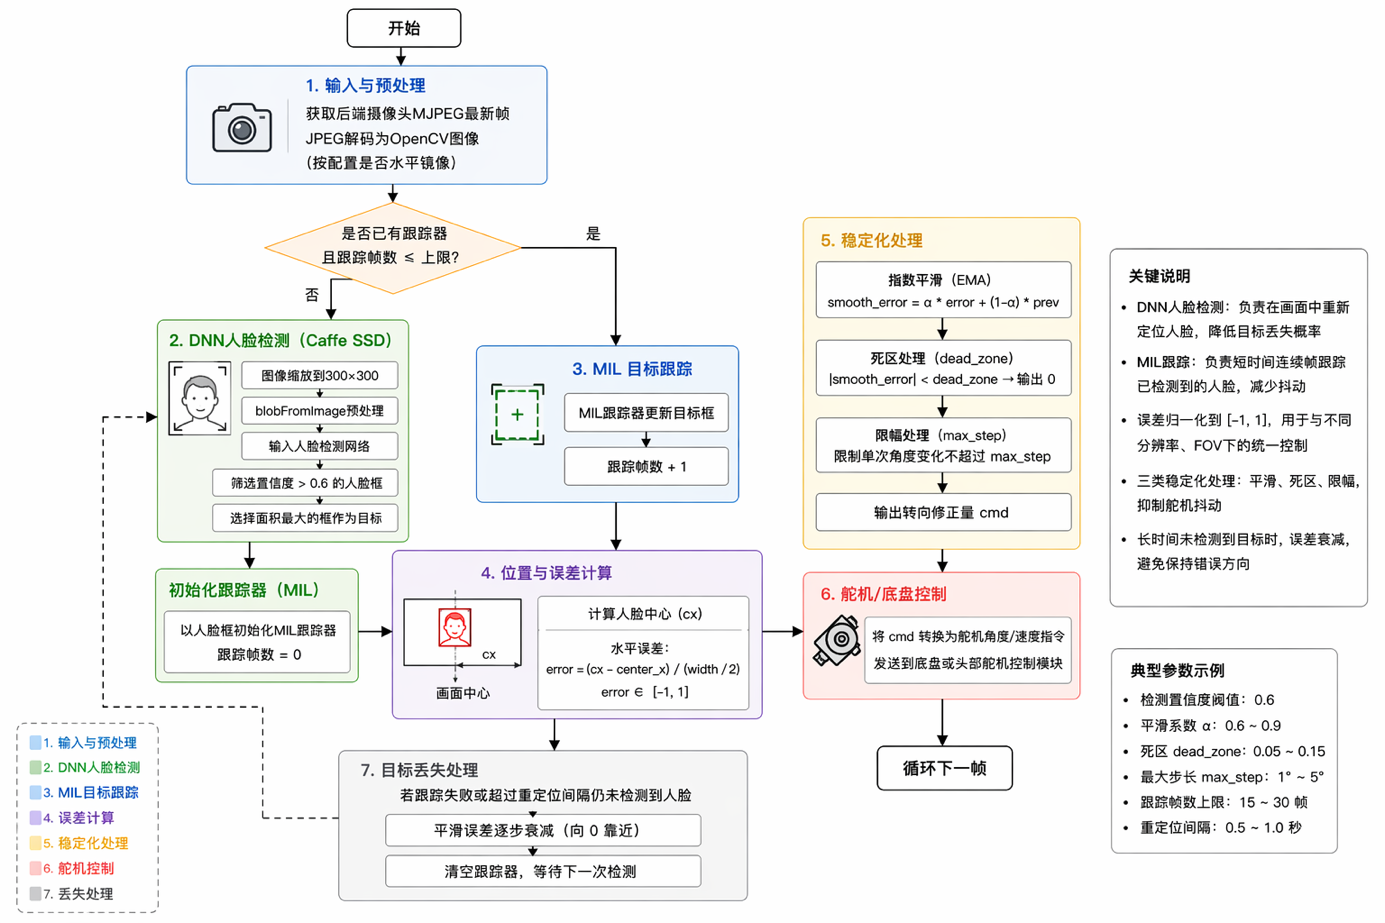 开始
1. 输入与预处理
获取后端摄像头MJPEG最新帧
JPEG解码为OpenCV图像
（按配置是否水平镜像）
是否已有跟踪器
且跟踪帧数 ≤ 上限?
是
否
2. DNN人脸检测（Caffe SSD）
图像缩放到300×300
blobFromImage预处理
输入人脸检测网络
筛选置信度 > 0.6 的人脸框
选择面积最大的框作为目标
初始化跟踪器（MIL）
以人脸框初始化MIL跟踪器
跟踪帧数 = 0
3. MIL 目标跟踪
MIL跟踪器更新目标框
跟踪帧数 + 1
4. 位置与误差计算
cx
画面中心
计算人脸中心 (cx)
水平误差：
error = (cx − center_x) / (width / 2)
error ∈ [−1, 1]
5. 稳定化处理
指数平滑（EMA）
smooth_error = α * error + (1−α) * prev
死区处理（dead_zone）
|smooth_error| < dead_zone → 输出 0
限幅处理（max_step）
限制单次角度变化不超过 max_step
输出转向修正量 cmd
6. 舵机/底盘控制
将 cmd 转换为舵机角度/速度指令
发送到底盘或头部舵机控制模块
循环下一帧
7. 目标丢失处理
若跟踪失败或超过重定位间隔仍未检测到人脸
平滑误差逐步衰减（向 0 靠近）
清空跟踪器，等待下一次检测
1. 输入与预处理
2. DNN人脸检测
3. MIL目标跟踪
4. 误差计算
5. 稳定化处理
6. 舵机控制
7. 丢失处理
关键说明
• DNN人脸检测：负责在画面中重新
定位人脸，降低目标丢失概率
• MIL跟踪：负责短时间连续帧跟踪
已检测到的人脸，减少抖动
• 误差归一化到 [−1, 1]，用于与不同
分辨率、FOV下的统一控制
• 三类稳定化处理：平滑、死区、限幅，
抑制舵机抖动
• 长时间未检测到目标时，误差衰减，
避免保持错误方向
典型参数示例
• 检测置信度阈值：0.6
• 平滑系数 α：0.6 ~ 0.9
• 死区 dead_zone：0.05 ~ 0.15
• 最大步长 max_step：1° ~ 5°
• 跟踪帧数上限：15 ~ 30 帧
• 重定位间隔：0.5 ~ 1.0 秒